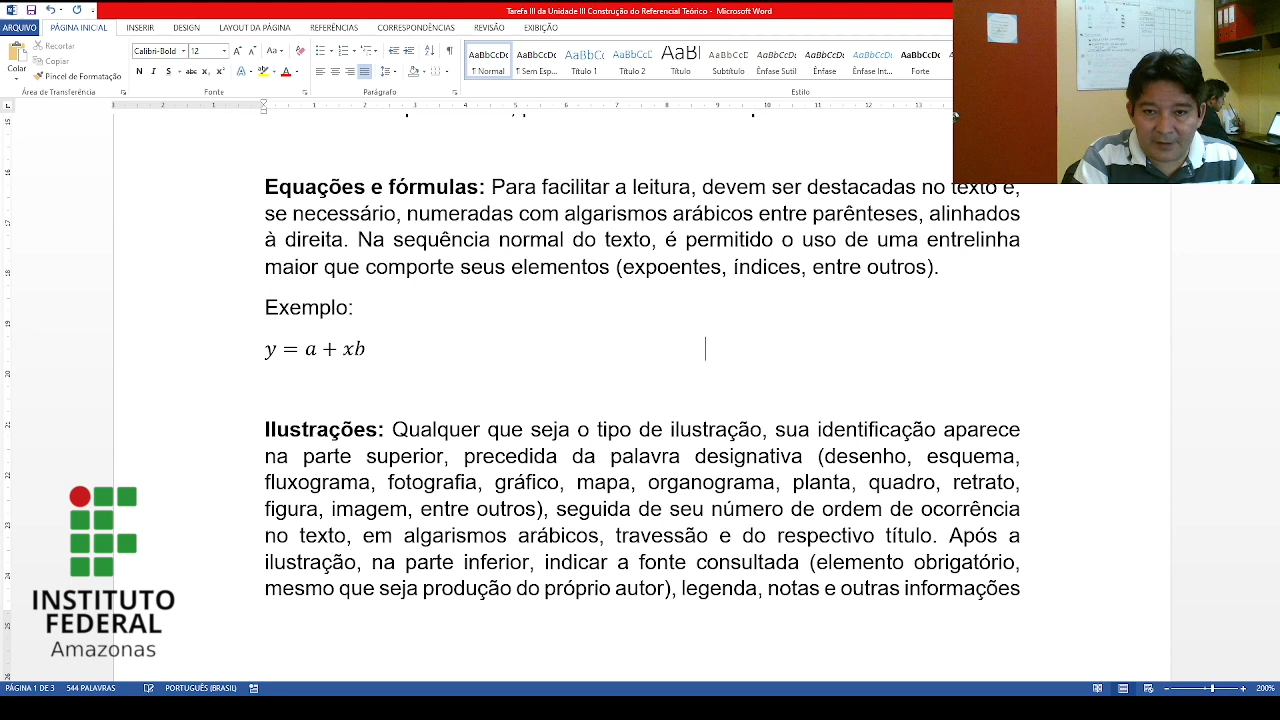 Tarefa III da Unidade III Construção do Referencial Teórico - Microsoft Word
ARQUIVO PÁGINA INICIAL INSERIR DESIGN LAYOUT DA PÁGINA REFERÊNCIAS CORRESPONDÊNCIAS REVISÃO EXIBIÇÃO
Colar
Recortar
Copiar
Pincel de Formatação
Área de Transferência
Calibri-Bold 12
Fonte
Parágrafo
¶ Normal
¶ Sem Esp...
Título 1
Título 2
Título
Subtítulo
Ênfase Sutil
Ênfase
Ênfase Int...
Forte
Estilo
Equações e fórmulas: Para facilitar a leitura, devem ser destacadas no texto e,
se necessário, numeradas com algarismos arábicos entre parênteses, alinhados
à direita. Na sequência normal do texto, é permitido o uso de uma entrelinha
maior que comporte seus elementos (expoentes, índices, entre outros).
Exemplo:
y = a + xb
Ilustrações: Qualquer que seja o tipo de ilustração, sua identificação aparece
na parte superior, precedida da palavra designativa (desenho, esquema,
fluxograma, fotografia, gráfico, mapa, organograma, planta, quadro, retrato,
figura, imagem, entre outros), seguida de seu número de ordem de ocorrência
no texto, em algarismos arábicos, travessão e do respectivo título. Após a
ilustração, na parte inferior, indicar a fonte consultada (elemento obrigatório,
mesmo que seja produção do próprio autor), legenda, notas e outras informações
INSTITUTO
FEDERAL
Amazonas
PÁGINA 1 DE 3 544 PALAVRAS PORTUGUÊS (BRASIL) 200%